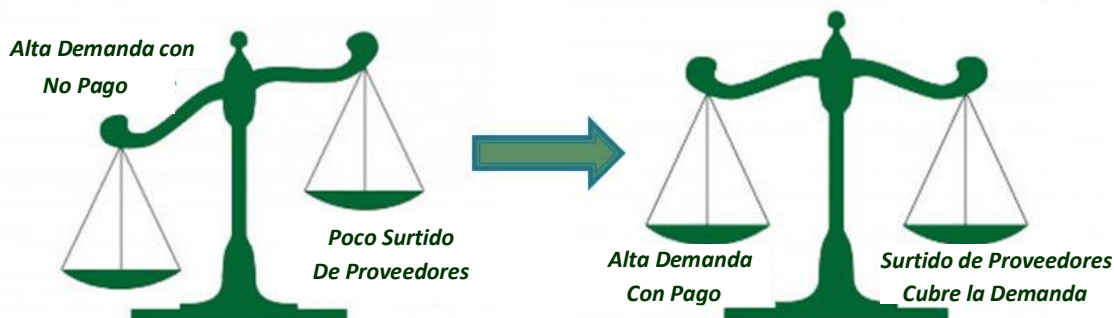 Alta Demanda con
No Pago
Poco Surtido
De Proveedores
Alta Demanda
Con Pago
Surtido de Proveedores
Cubre la Demanda